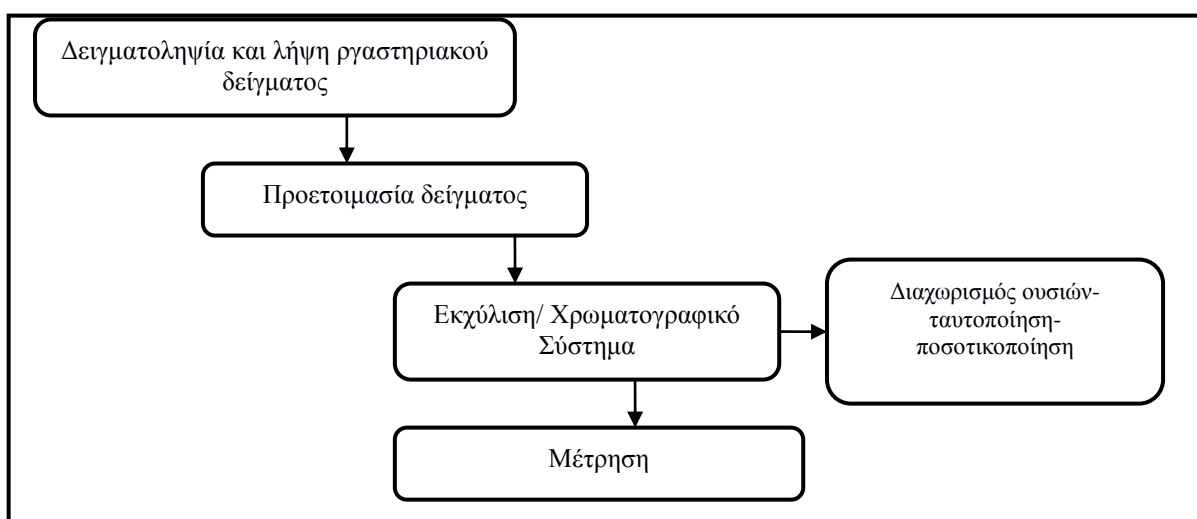 Δειγματοληψία και λήψη ργαστηριακού
δείγματος
Προετοιμασία δείγματος
Εκχύλιση/ Χρωματογραφικό
Σύστημα
Διαχωρισμός ουσιών-
ταυτοποίηση-
ποσοτικοποίηση
Μέτρηση